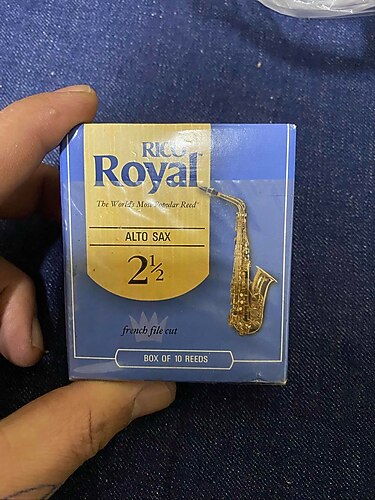 RICO
Royal
The World's Most Popular Reed
ALTO SAX
2½
french file cut
BOX OF 10 REEDS